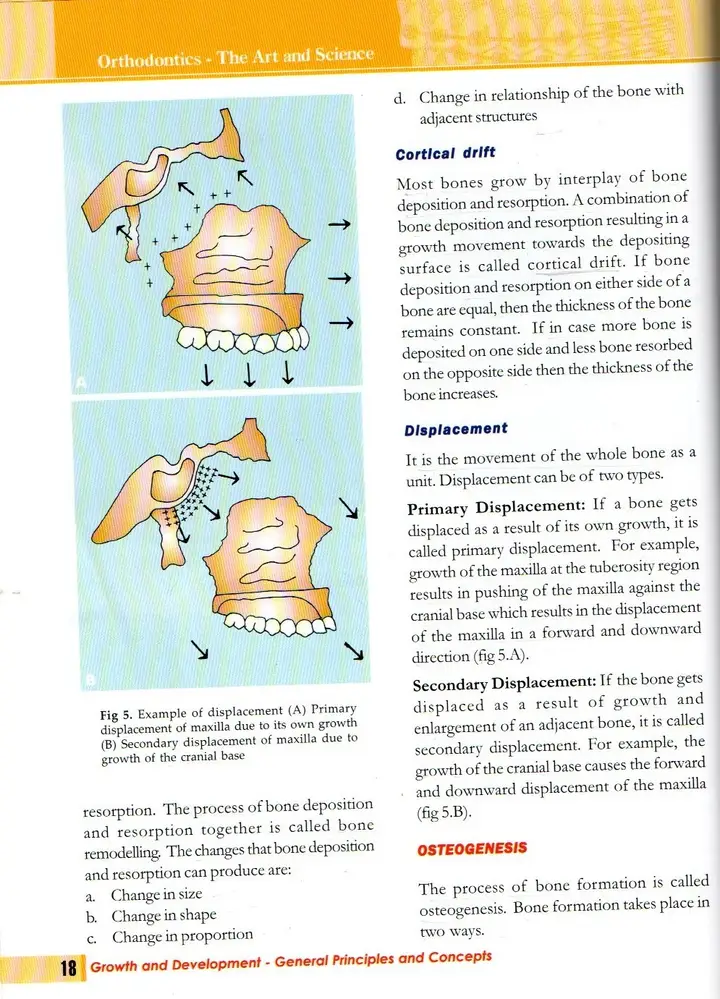 Orthodontics - The Art and Science
A
B
Fig 5. Example of displacement (A) Primary
displacement of maxilla due to its own growth
(B) Secondary displacement of maxilla due to
growth of the cranial base
resorption. The process of bone deposition
and resorption together is called bone
remodelling. The changes that bone deposition
and resorption can produce are:
a. Change in size
b. Change in shape
c. Change in proportion
d. Change in relationship of the bone with
adjacent structures
Cortical drift
Most bones grow by interplay of bone
deposition and resorption. A combination of
bone deposition and resorption resulting in a
growth movement towards the depositing
surface is called cortical drift. If bone
deposition and resorption on either side of a
bone are equal, then the thickness of the bone
remains constant. If in case more bone is
deposited on one side and less bone resorbed
on the opposite side then the thickness of the
bone increases.
Displacement
It is the movement of the whole bone as a
unit. Displacement can be of two types.
Primary Displacement: If a bone gets
displaced as a result of its own growth, it is
called primary displacement. For example,
growth of the maxilla at the tuberosity region
results in pushing of the maxilla against the
cranial base which results in the displacement
of the maxilla in a forward and downward
direction (fig 5.A).
Secondary Displacement: If the bone gets
displaced as a result of growth and
enlargement of an adjacent bone, it is called
secondary displacement. For example, the
growth of the cranial base causes the forward
and downward displacement of the maxilla
(fig 5.B).
OSTEOGENESIS
The process of bone formation is called
osteogenesis. Bone formation takes place in
two ways.
18 Growth and Development - General Principles and Concepts